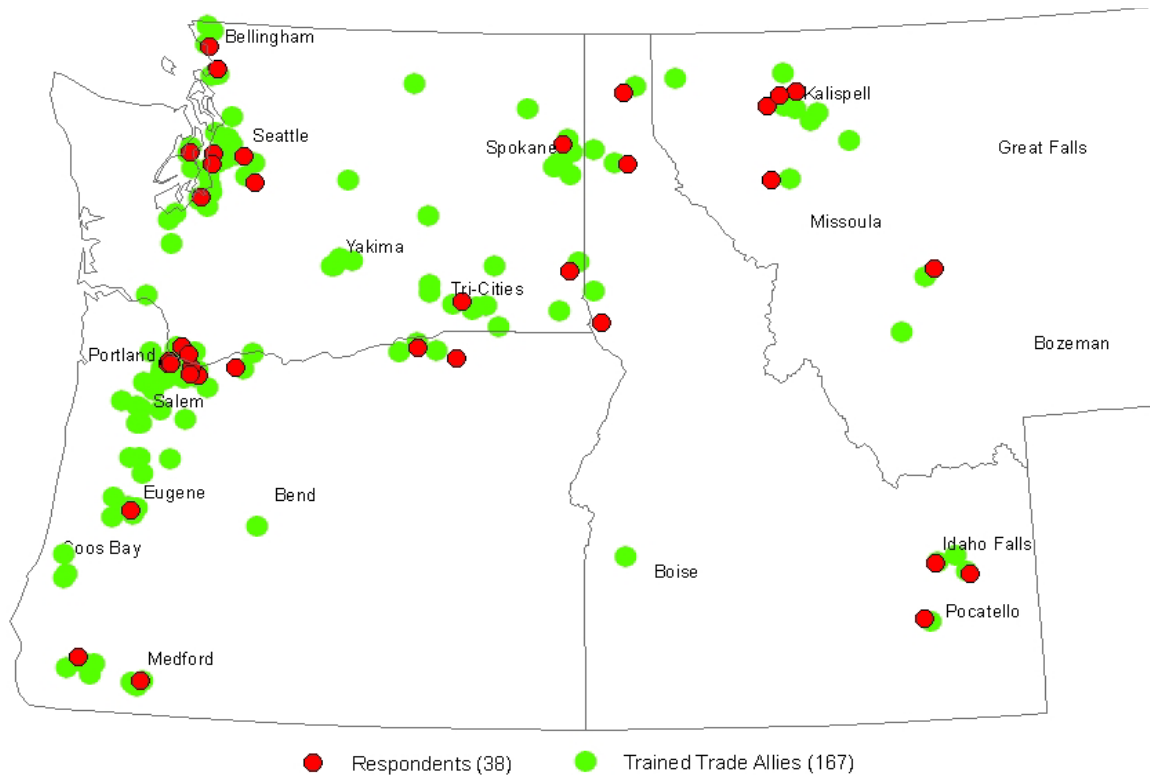 Bellingham
Kalispell
Seattle
Spokane
Great Falls
Missoula
Yakima
Tri-Cities
Bozeman
Portland
Salem
Eugene
Bend
Coos Bay
Idaho Falls
Boise
Pocatello
Medford
Respondents (38)
Trained Trade Allies (167)